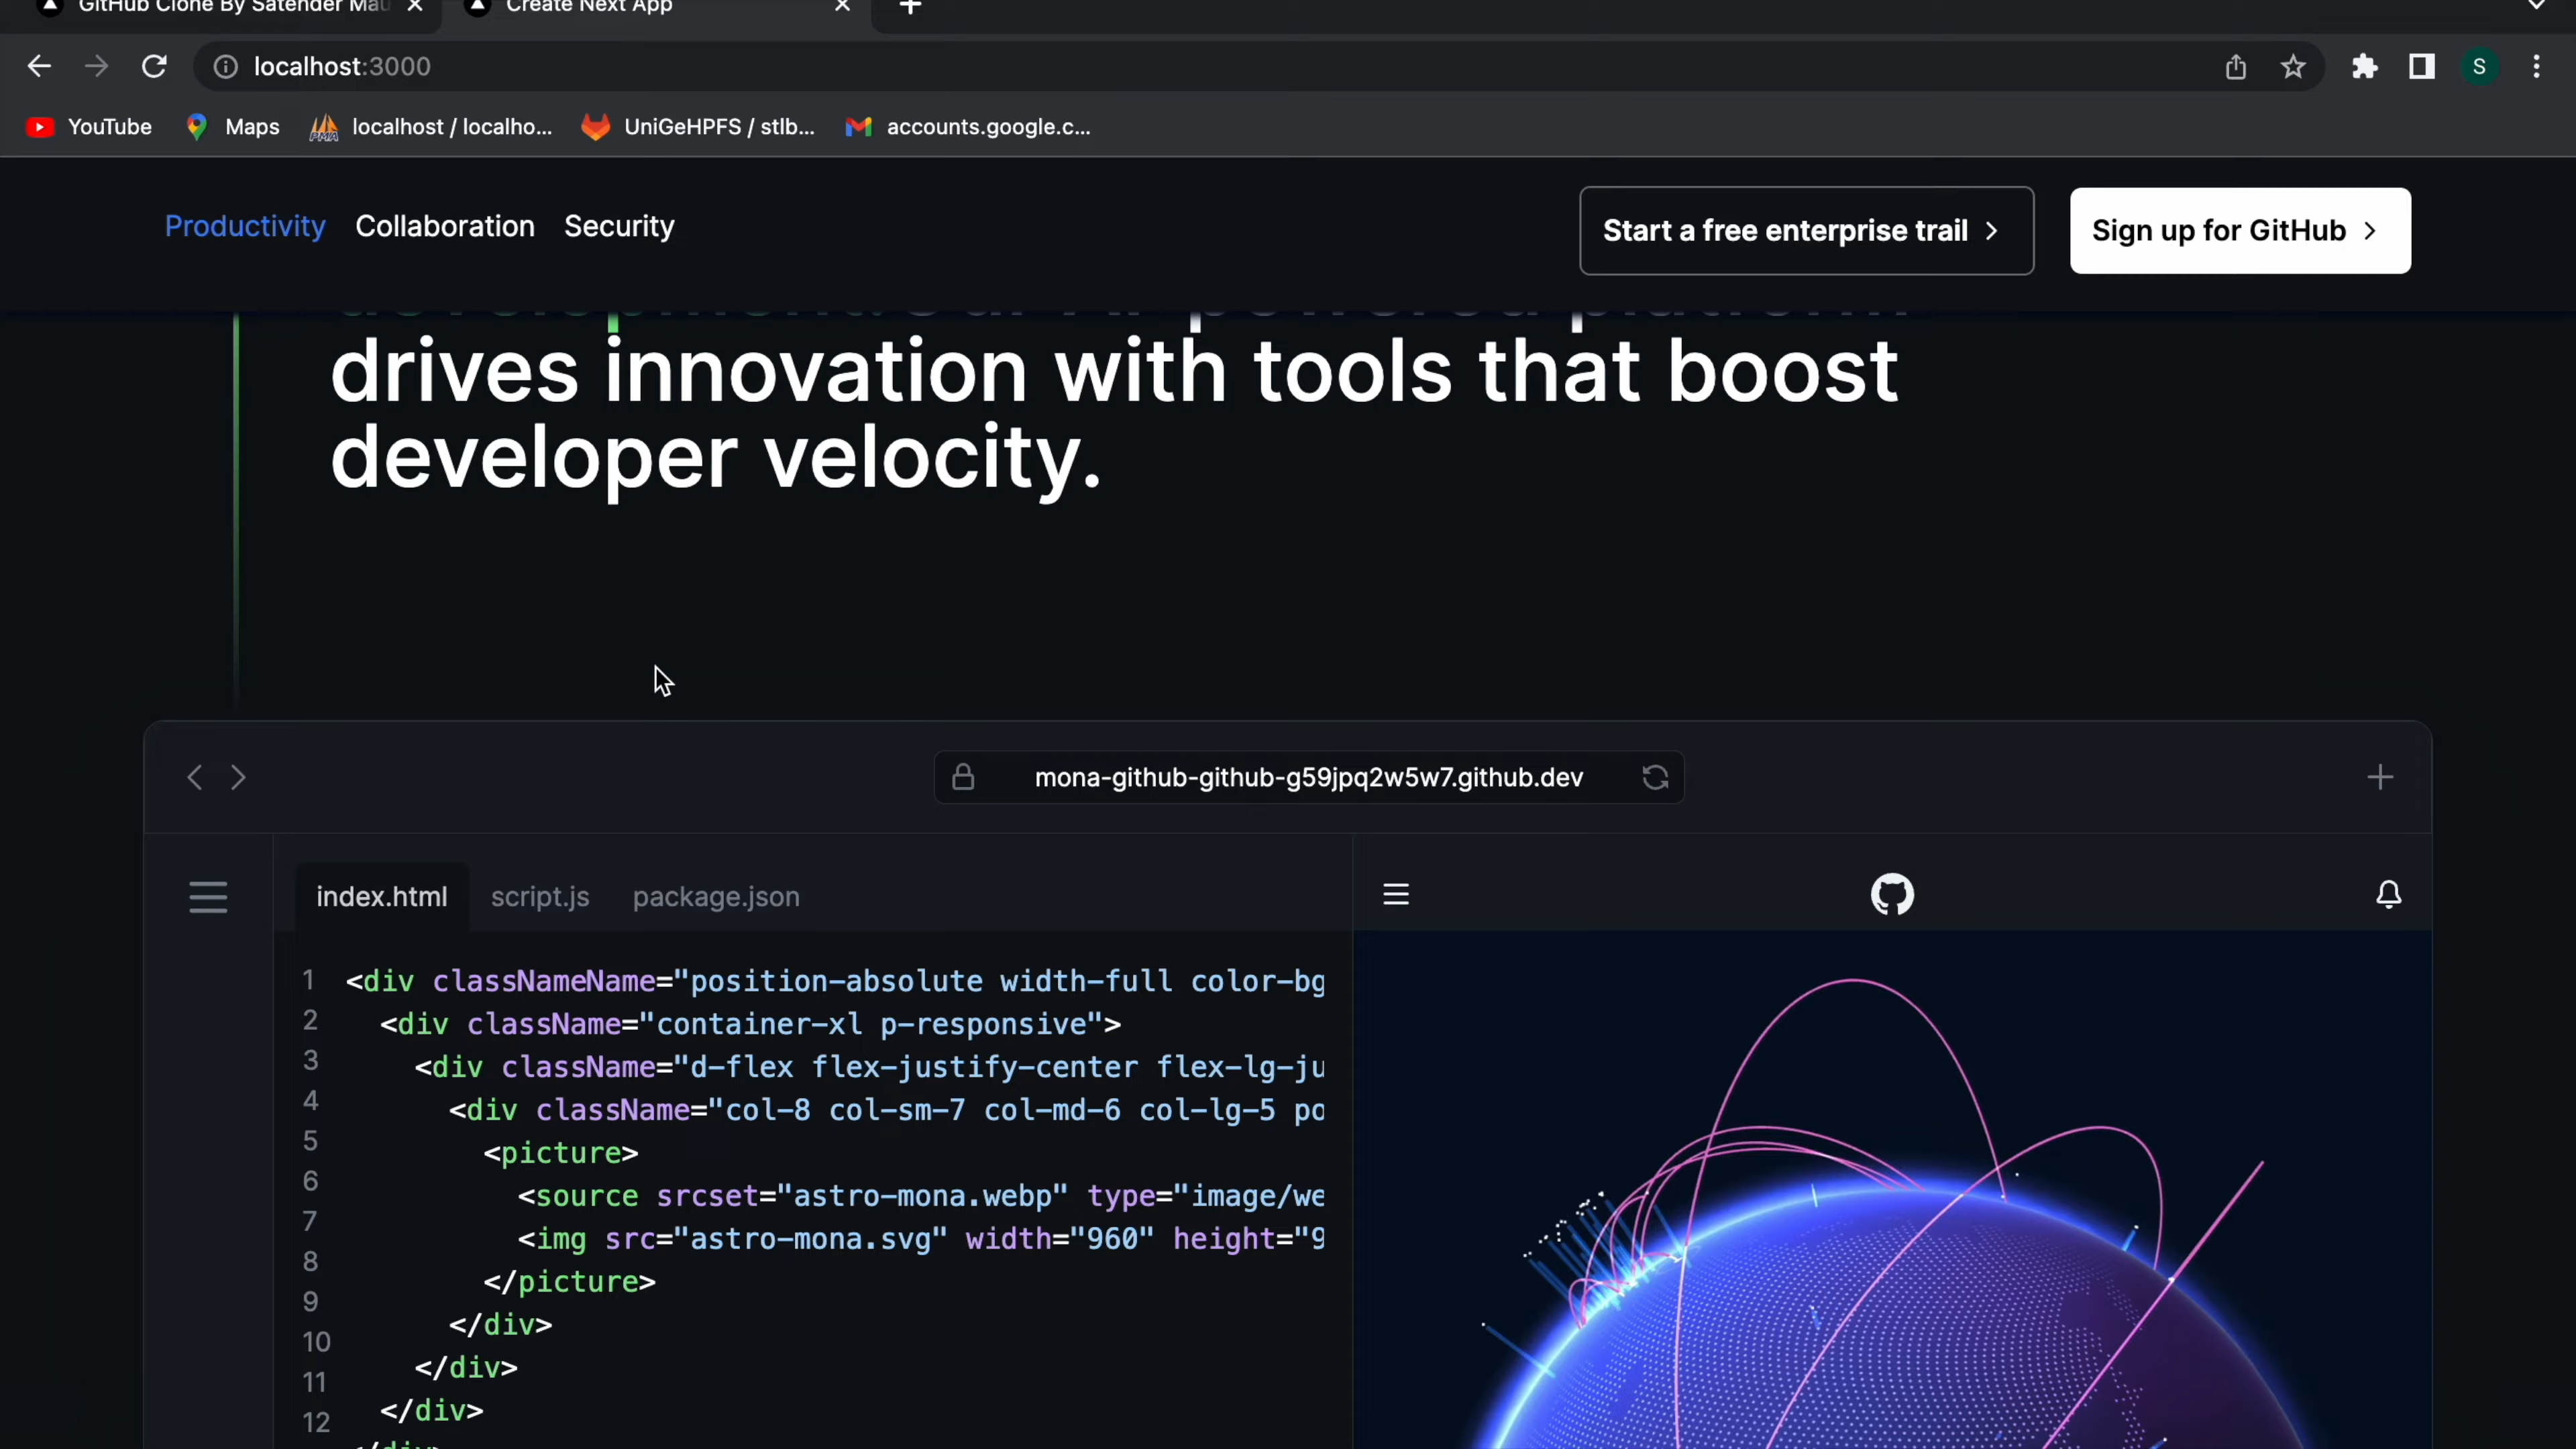 GitHub Clone By Satender Mau
Create Next App
localhost:3000
S
YouTube
Maps
localhost / localho...
UniGeHPFS / stlb...
accounts.google.c...
Productivity
Collaboration
Security
Start a free enterprise trail
Sign up for GitHub
drives innovation with tools that boost
developer velocity.
mona-github-github-g59jpq2w5w7.github.dev
index.html
script.js
package.json
1 <div classNameName="position-absolute width-full color-bg
2 <div className="container-xl p-responsive">
3 <div className="d-flex flex-justify-center flex-lg-ju
4 <div className="col-8 col-sm-7 col-md-6 col-lg-5 po
5 <picture>
6 <source srcset="astro-mona.webp" type="image/we
7 <img src="astro-mona.svg" width="960" height="9
8 </picture>
9 </div>
10 </div>
11 </div>
12